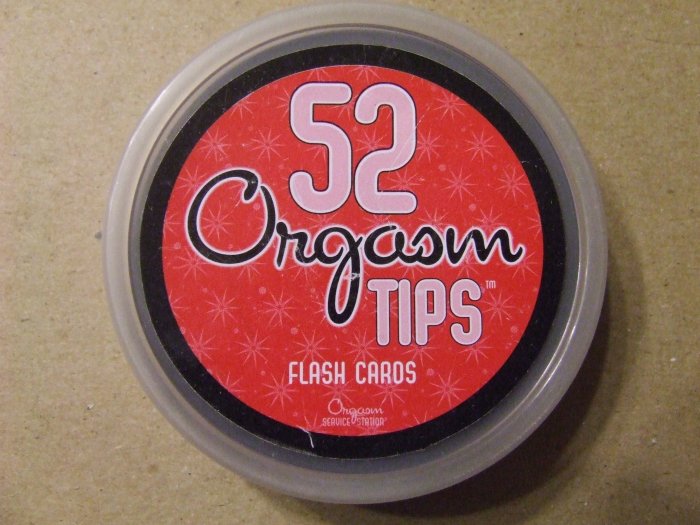 52
Orgasm
TIPS™
FLASH CARDS
Orgasm
SERVICE STATION®